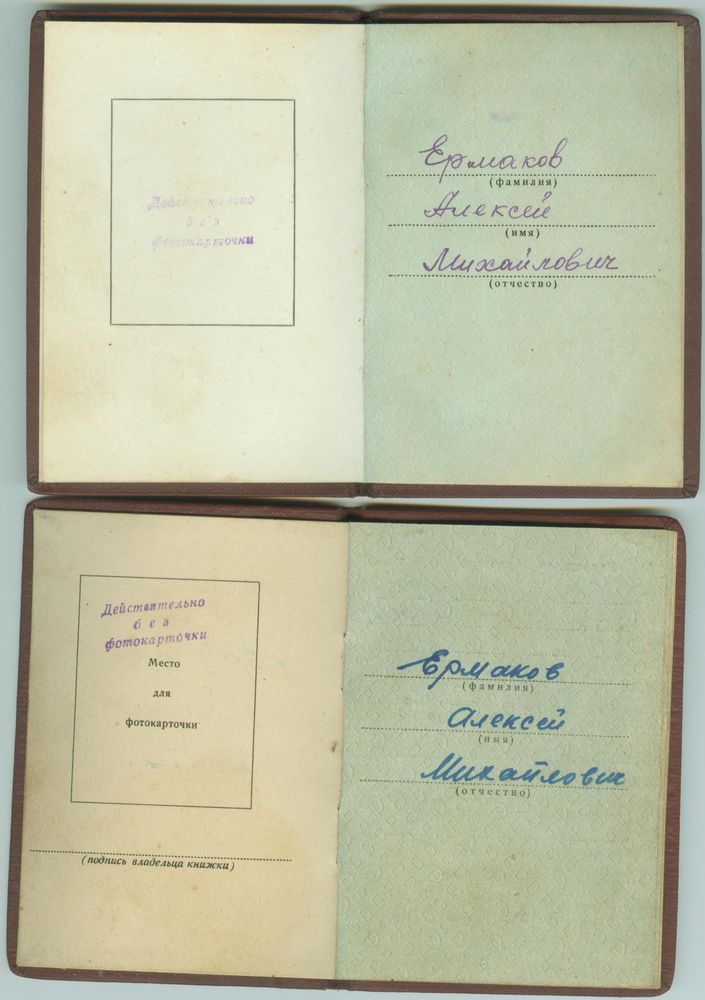 Действительно
без
фотокарточки
Ермаков
(фамилия)
Алексей
(имя)
Михайлович
(отчество)
Действительно
без
фотокарточки
Место
для
фотокарточки
(подпись владельца книжки)
Ермаков
(фамилия)
Алексей
(имя)
Михайлович
(отчество)